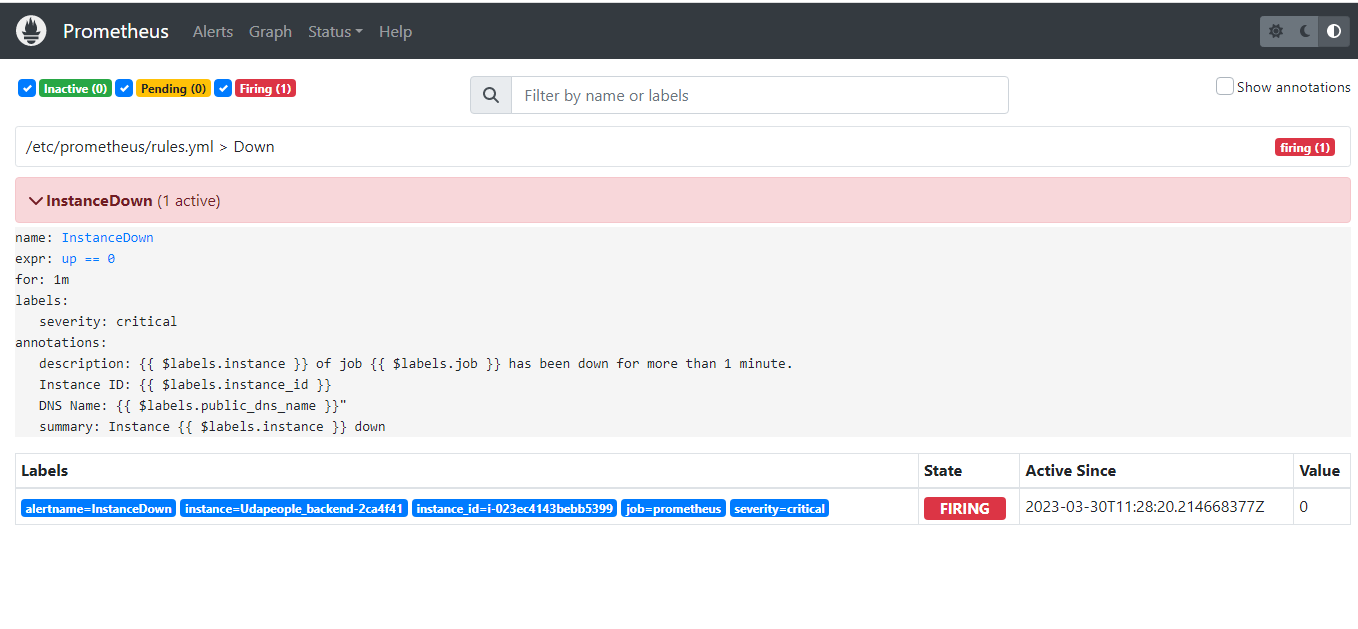 Prometheus Alerts Graph Status Help
Inactive (0) Pending (0) Firing (1) Filter by name or labels Show annotations
/etc/prometheus/rules.yml > Down firing (1)
InstanceDown (1 active)
name: InstanceDown
expr: up == 0
for: 1m
labels:
severity: critical
annotations:
description: {{ $labels.instance }} of job {{ $labels.job }} has been down for more than 1 minute.
Instance ID: {{ $labels.instance_id }}
DNS Name: {{ $labels.public_dns_name }}"
summary: Instance {{ $labels.instance }} down
Labels State Active Since Value
alertname=InstanceDown instance=Udapeople_backend-2ca4f41 instance_id=i-023ec4143bebb5399 job=prometheus severity=critical FIRING 2023-03-30T11:28:20.214668377Z 0